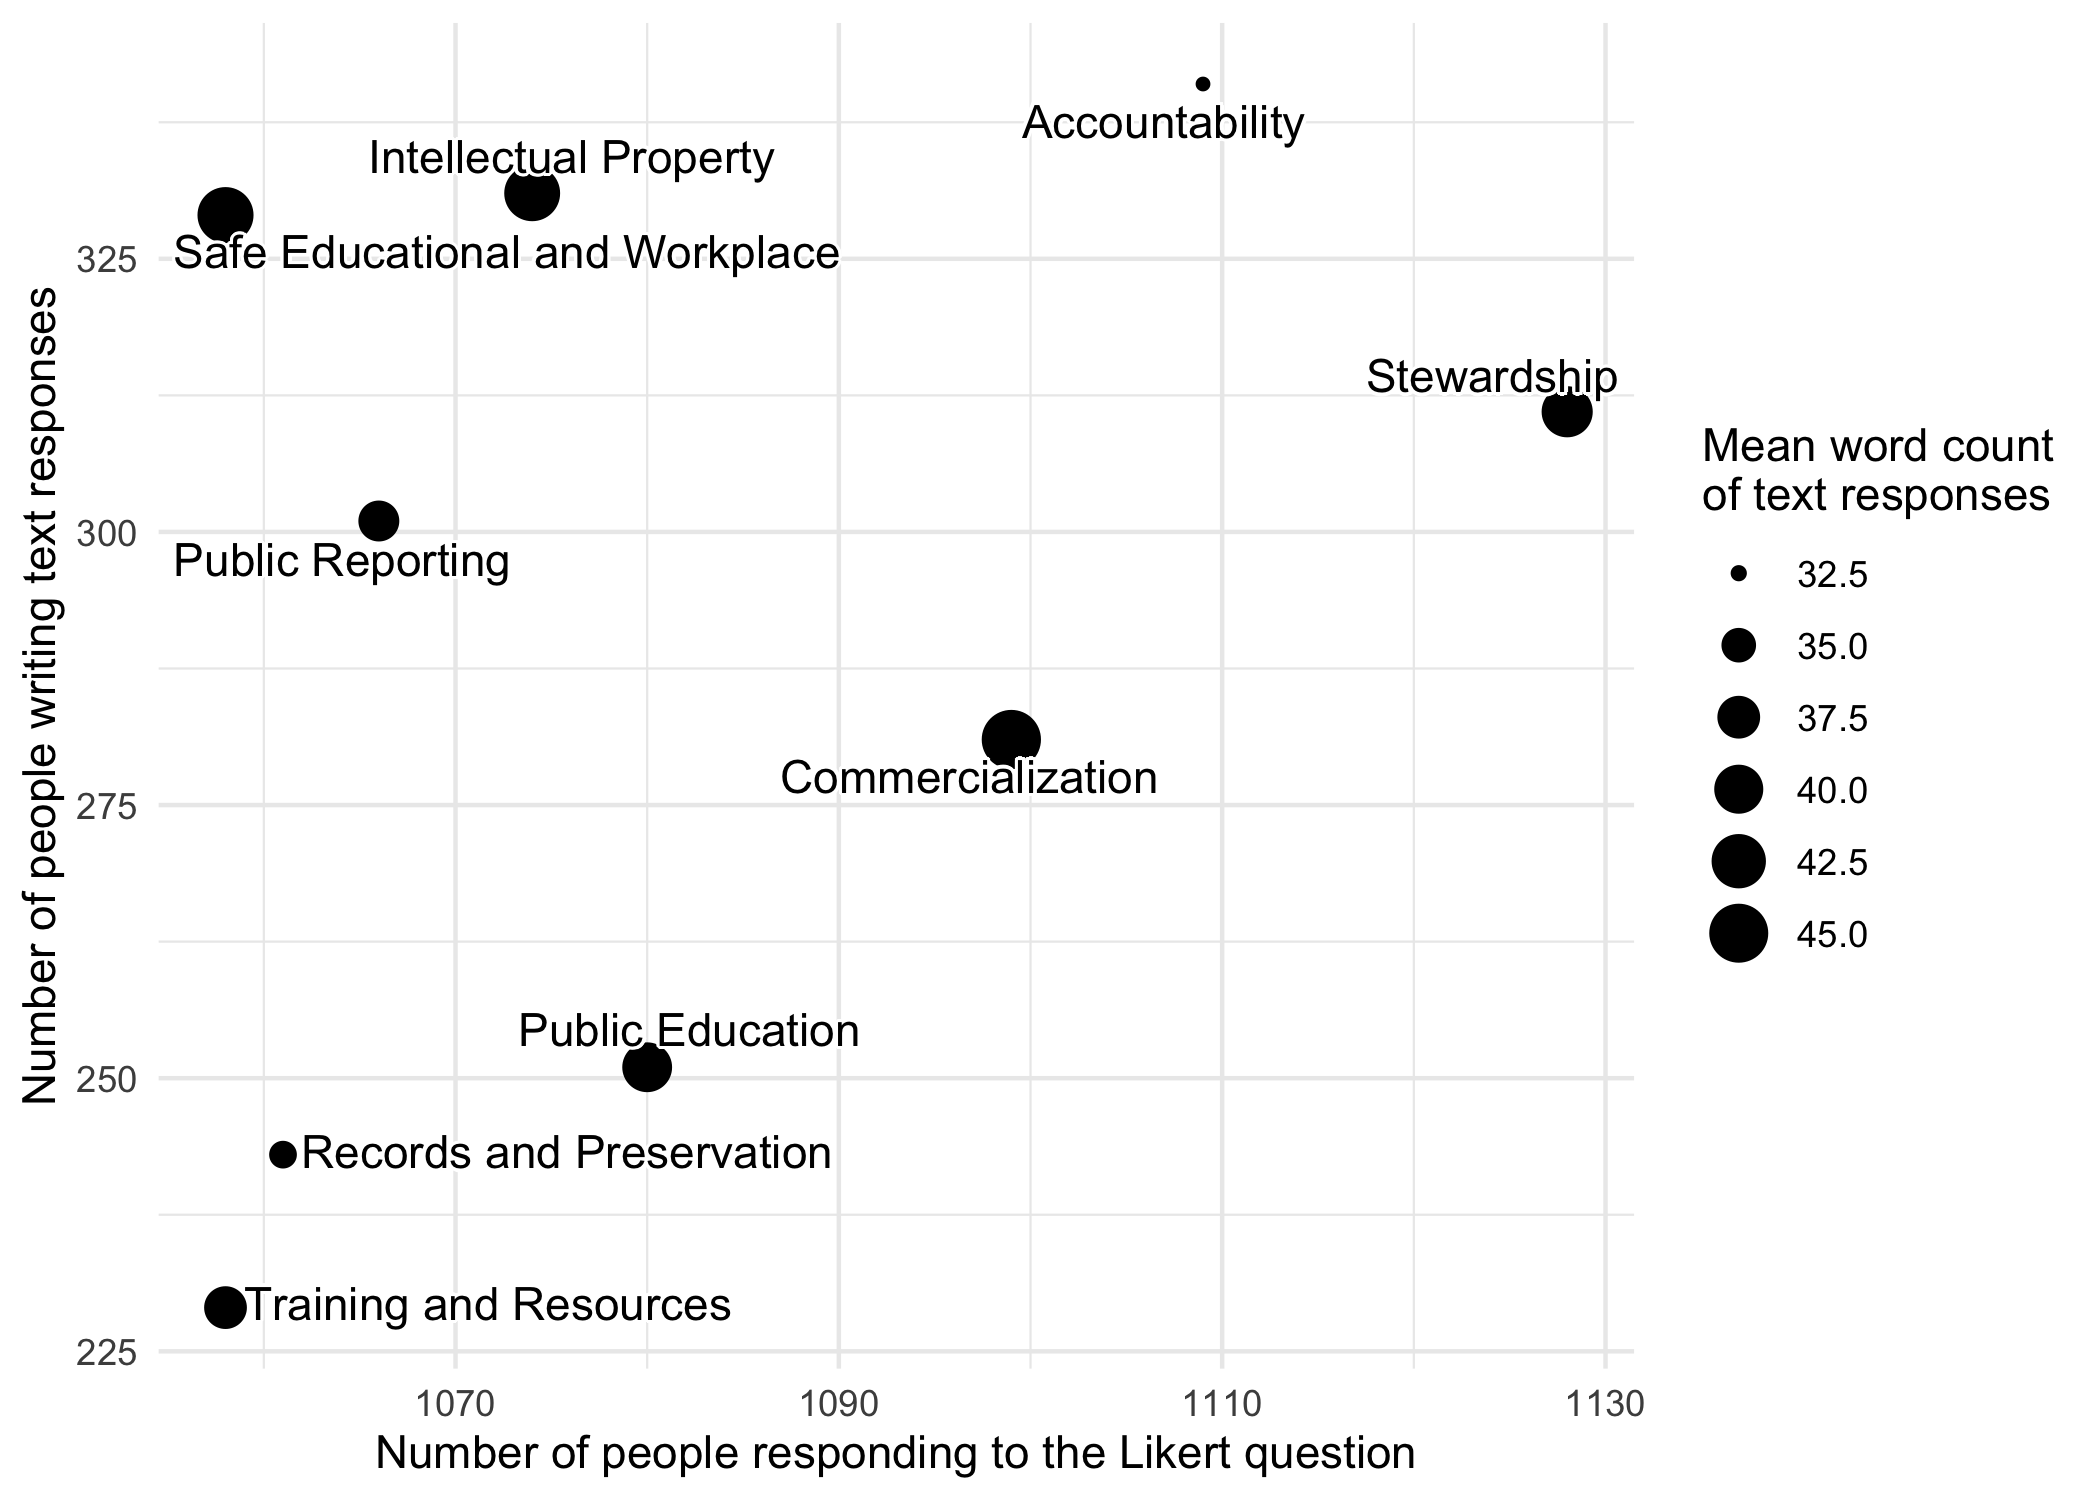 Accountability
Intellectual Property
Safe Educational and Workplace
Stewardship
Public Reporting
Commercialization
Public Education
Records and Preservation
Training and Resources
325
300
275
250
225
1070
1090
1110
1130
Number of people responding to the Likert question
Number of people writing text responses
Mean word count
of text responses
32.5
35.0
37.5
40.0
42.5
45.0